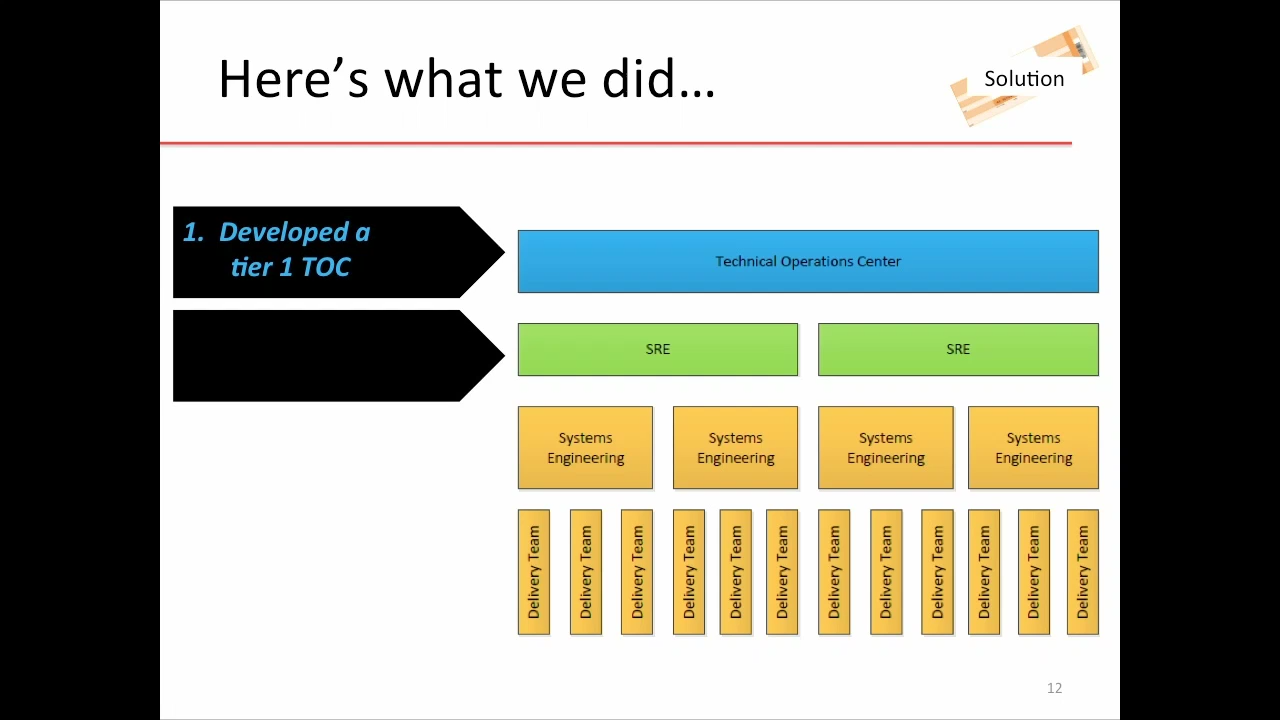 Here’s what we did…
Solution
1. Developed a
tier 1 TOC
Technical Operations Center
SRE
SRE
Systems
Engineering
Systems
Engineering
Systems
Engineering
Systems
Engineering
Delivery Team
Delivery Team
Delivery Team
Delivery Team
Delivery Team
Delivery Team
Delivery Team
Delivery Team
Delivery Team
Delivery Team
Delivery Team
Delivery Team
12